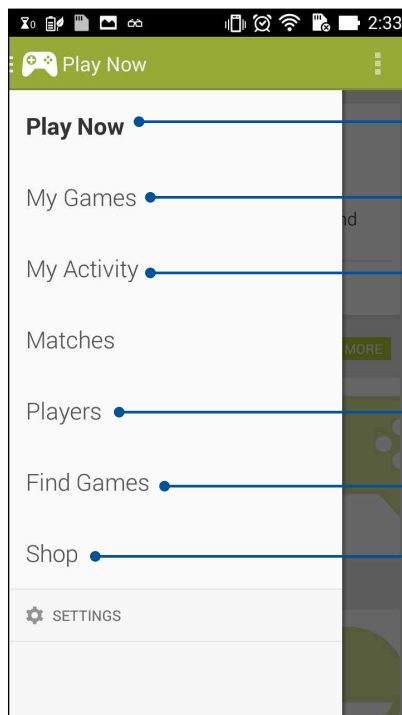 2:33
Play Now
Play Now
My Games
nd
My Activity
Matches
MORE
Players
Find Games
Shop
SETTINGS